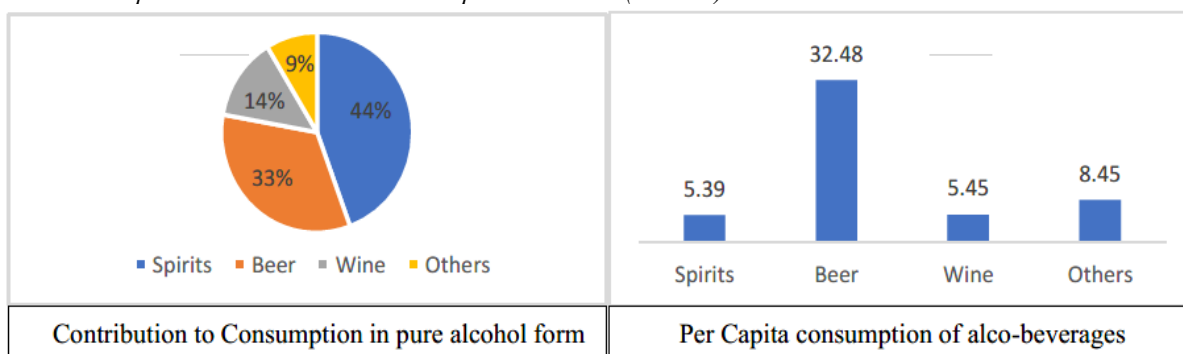 9%
14%
44%
33%
Spirits Beer Wine Others
Contribution to Consumption in pure alcohol form
32.48
5.39
5.45
8.45
Spirits Beer Wine Others
Per Capita consumption of alco-beverages